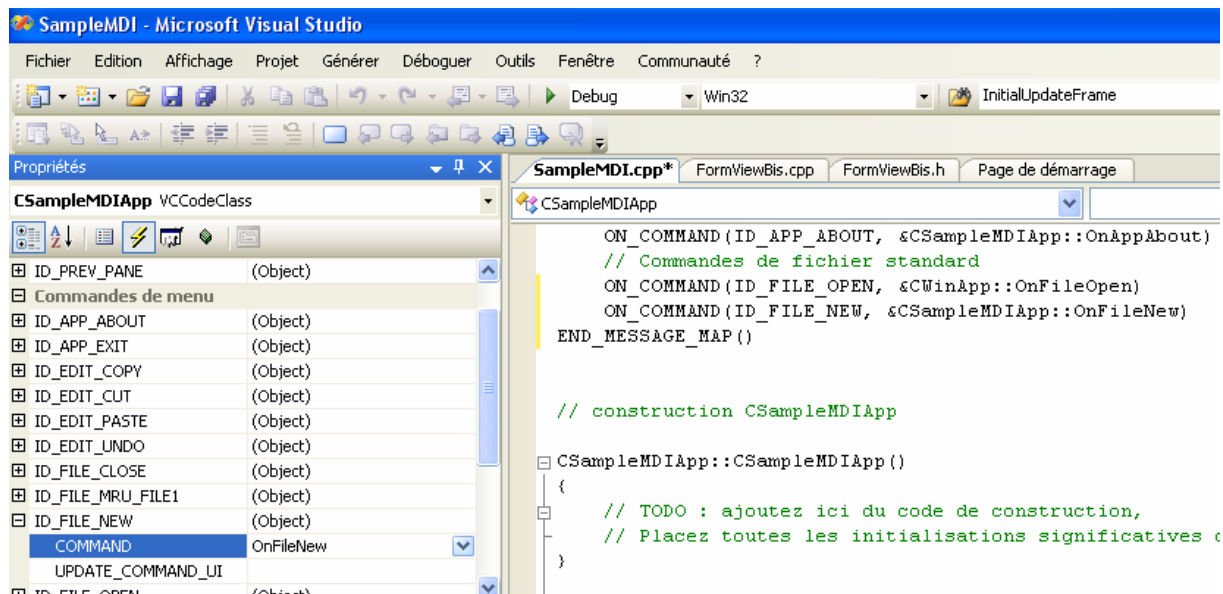 SampleMDI - Microsoft Visual Studio
Fichier Edition Affichage Projet Générer Déboguer Outils Fenêtre Communauté ?
Debug Win32 InitialUpdateFrame
Propriétés
CSampleMDIApp VCCodeClass
ID_PREV_PANE (Object)
Commandes de menu
ID_APP_ABOUT (Object)
ID_APP_EXIT (Object)
ID_EDIT_COPY (Object)
ID_EDIT_CUT (Object)
ID_EDIT_PASTE (Object)
ID_EDIT_UNDO (Object)
ID_FILE_CLOSE (Object)
ID_FILE_MRU_FILE1 (Object)
ID_FILE_NEW (Object)
COMMAND OnFileNew
UPDATE_COMMAND_UI
ID_FILE_OPEN (Object)
SampleMDI.cpp* FormViewBis.cpp FormViewBis.h Page de démarrage
CSampleMDIApp
ON_COMMAND(ID_APP_ABOUT, &CSampleMDIApp::OnAppAbout)
// Commandes de fichier standard
ON_COMMAND(ID_FILE_OPEN, &CWinApp::OnFileOpen)
ON_COMMAND(ID_FILE_NEW, &CSampleMDIApp::OnFileNew)
END_MESSAGE_MAP()
// construction CSampleMDIApp
CSampleMDIApp::CSampleMDIApp()
{
// TODO : ajoutez ici du code de construction,
// Placez toutes les initialisations significatives
}